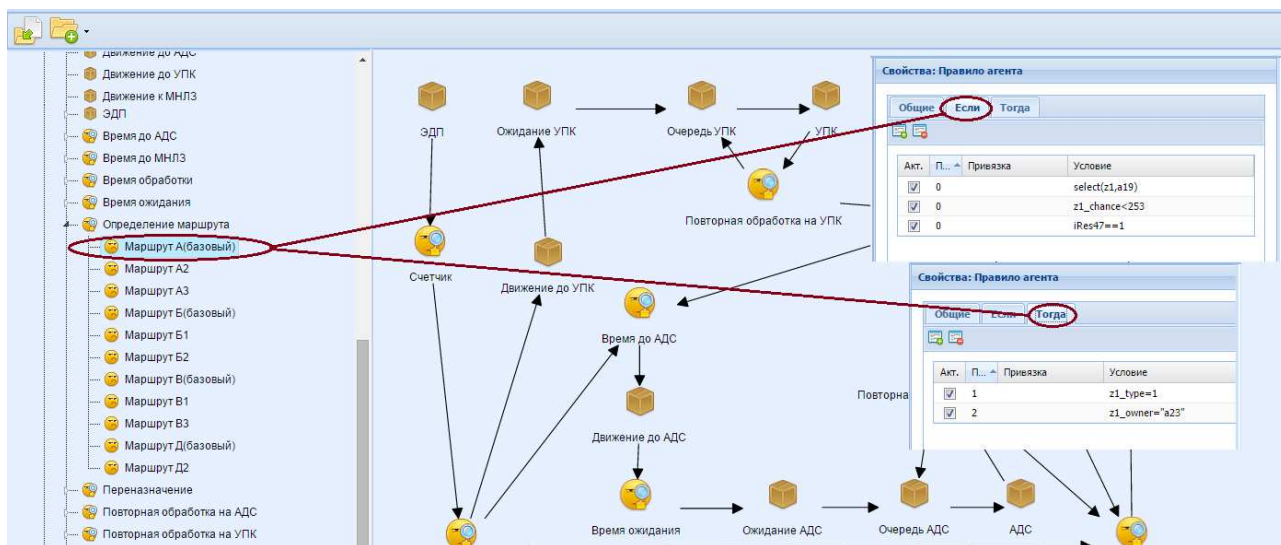 Движение до АДС
Движение до УПК
Движение к МНЛЗ
ЭДП
Время до АДС
Время до МНЛЗ
Время обработки
Время ожидания
Определение маршрута
Маршрут А(базовый)
Маршрут А2
Маршрут А3
Маршрут Б(базовый)
Маршрут Б1
Маршрут Б2
Маршрут В(базовый)
Маршрут В1
Маршрут В3
Маршрут Д(базовый)
Маршрут Д2
Переназначение
Повторная обработка на АДС
Повторная обработка на УПК
ЭДП
Ожидание УПК
Очередь УПК
УПК
Повторная обработка на УПК
Счетчик
Движение до УПК
Время до АДС
Повторна
Движение до АДС
Время ожидания
Ожидание АДС
Очередь АДС
АДС
Свойства: Правило агента
Общие Если Тогда
Акт. П... Привязка Условие
0 select(z1,a19)
0 z1_chance<253
0 iRes47==1
Свойства: Правило агента
Общие Если Тогда
Акт. П... Привязка Условие
1 z1_type=1
2 z1_owner="a23"